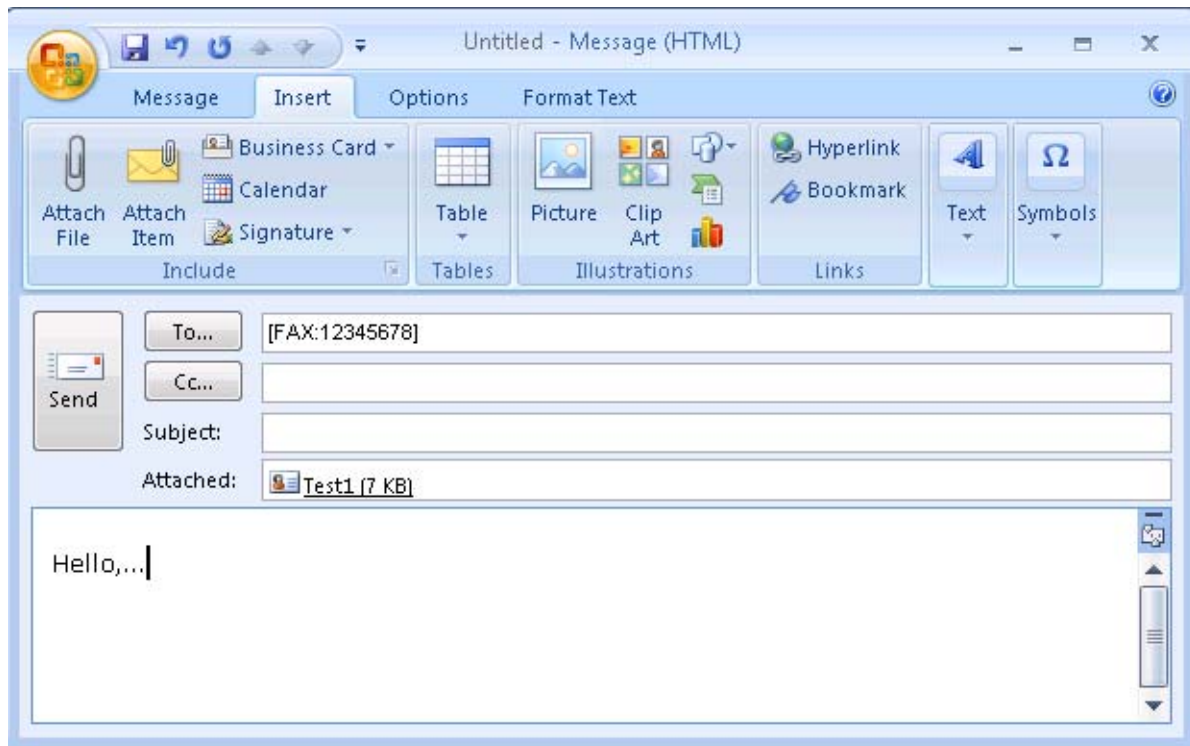 Untitled - Message (HTML)
Message Insert Options Format Text
Attach File
Attach Item
Business Card
Calendar
Signature
Include
Table
Tables
Picture
Clip Art
Illustrations
Hyperlink
Bookmark
Links
Text
Ω
Symbols
Send
To... [FAX:12345678]
Cc...
Subject:
Attached: Test1 (7 KB)
Hello,...